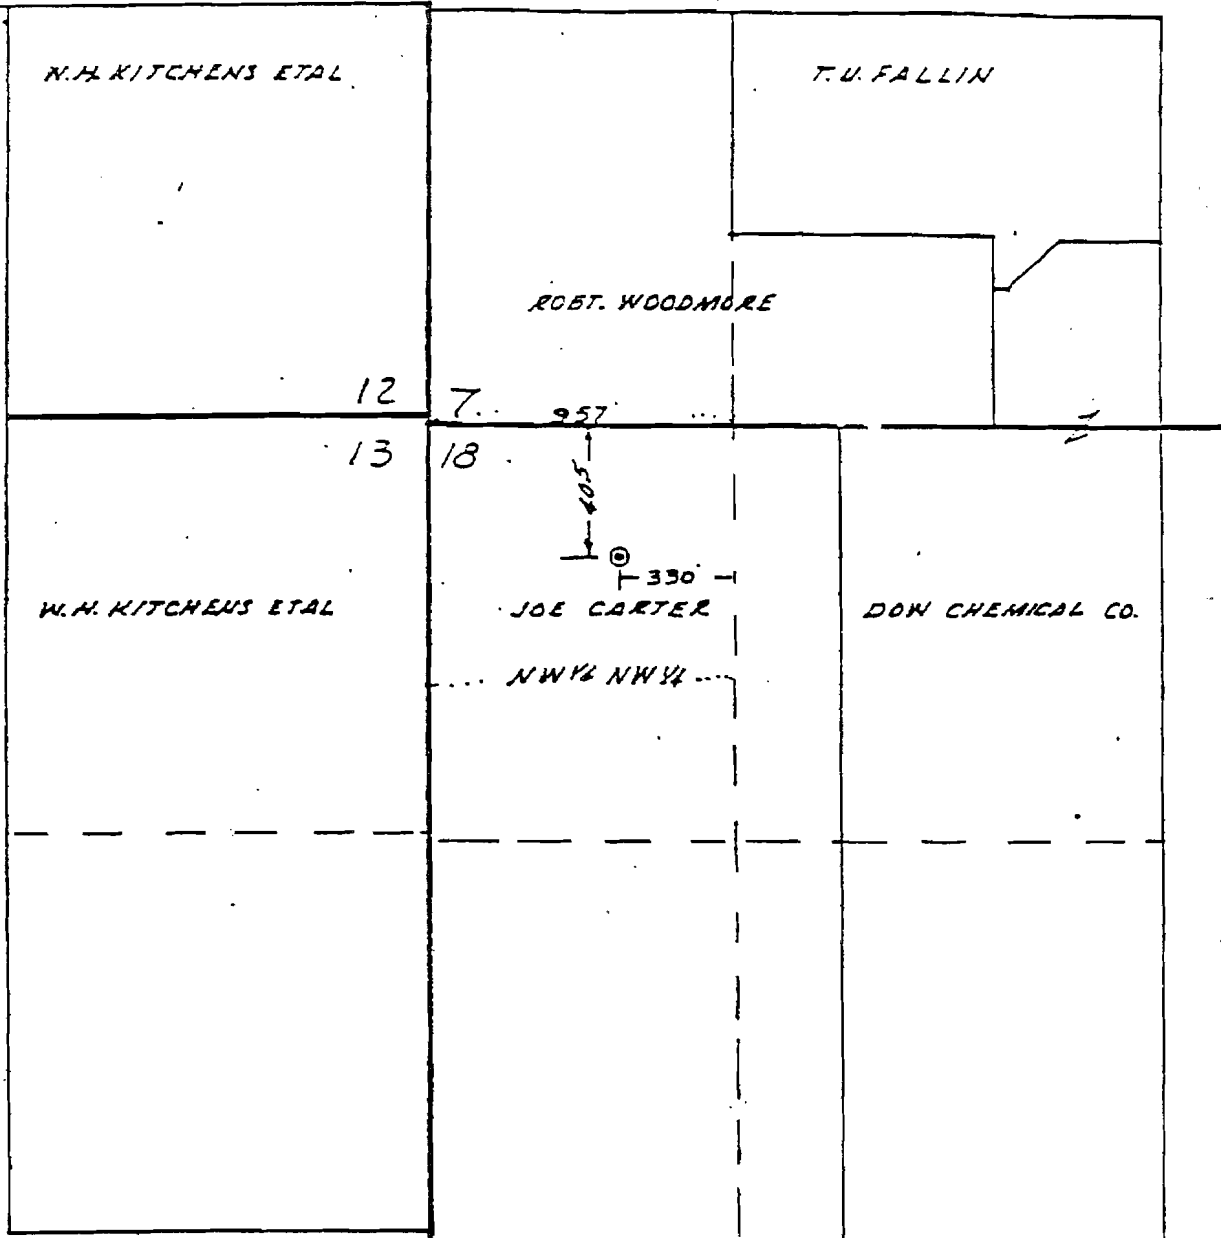 W.H. KITCHENS ETAL
T.U. FALLIN
ROBT. WOODMORE
12
7
957
13
18
405
330'
W.H. KITCHENS ETAL
JOE CARTER
DOW CHEMICAL CO.
NW¼ NW¼